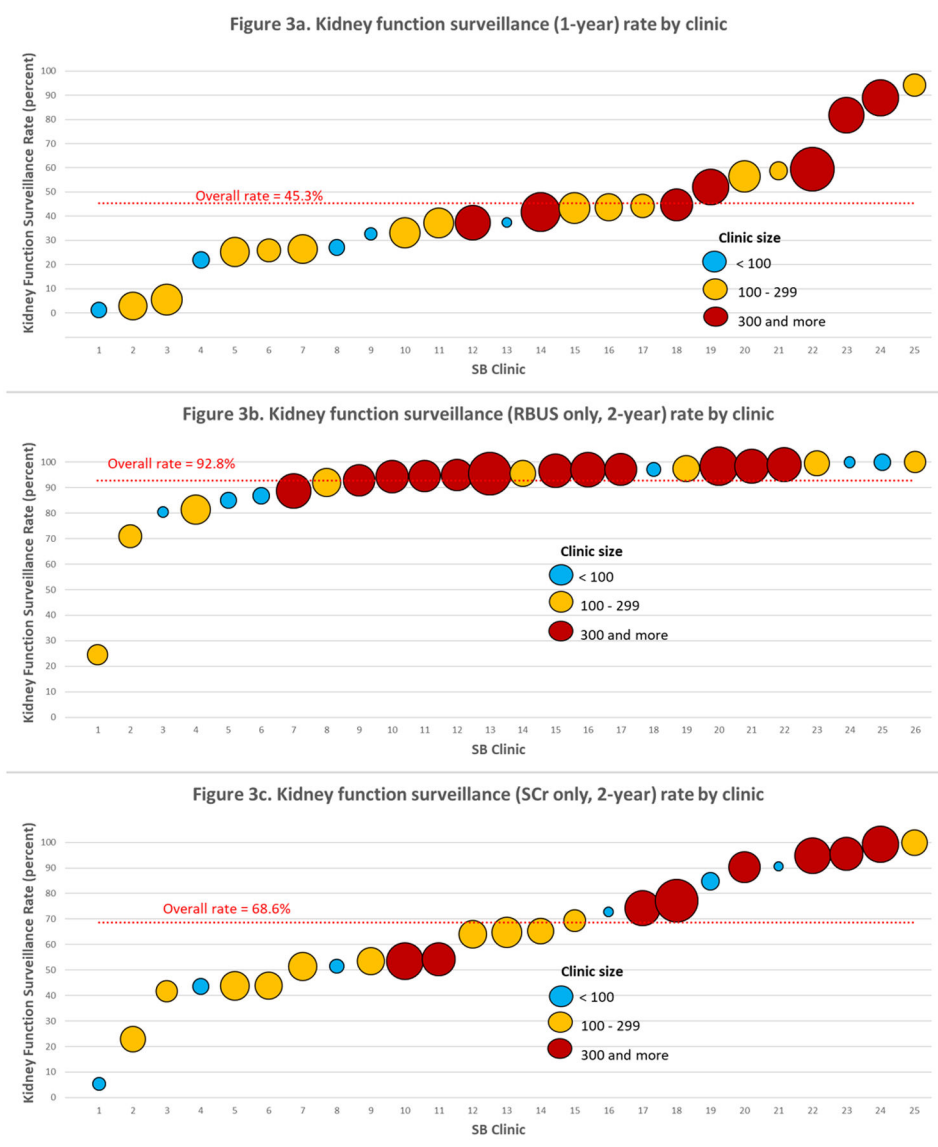 Figure 3a. Kidney function surveillance (1-year) rate by clinic
Kidney Function Surveillance Rate (percent)
100
90
80
70
60
50
40
30
20
10
0
Overall rate = 45.3%
Clinic size
< 100
100 - 299
300 and more
1 2 3 4 5 6 7 8 9 10 11 12 13 14 15 16 17 18 19 20 21 22 23 24 25
SB Clinic
Figure 3b. Kidney function surveillance (RBUS only, 2-year) rate by clinic
Kidney Function Surveillance Rate (percent)
100
90
80
70
60
50
40
30
20
10
0
Overall rate = 92.8%
Clinic size
< 100
100 - 299
300 and more
1 2 3 4 5 6 7 8 9 10 11 12 13 14 15 16 17 18 19 20 21 22 23 24 25 26
SB Clinic
Figure 3c. Kidney function surveillance (SCr only, 2-year) rate by clinic
Kidney Function Surveillance Rate (percent)
100
90
80
70
60
50
40
30
20
10
0
Overall rate = 68.6%
Clinic size
< 100
100 - 299
300 and more
1 2 3 4 5 6 7 8 9 10 11 12 13 14 15 16 17 18 19 20 21 22 23 24 25
SB Clinic